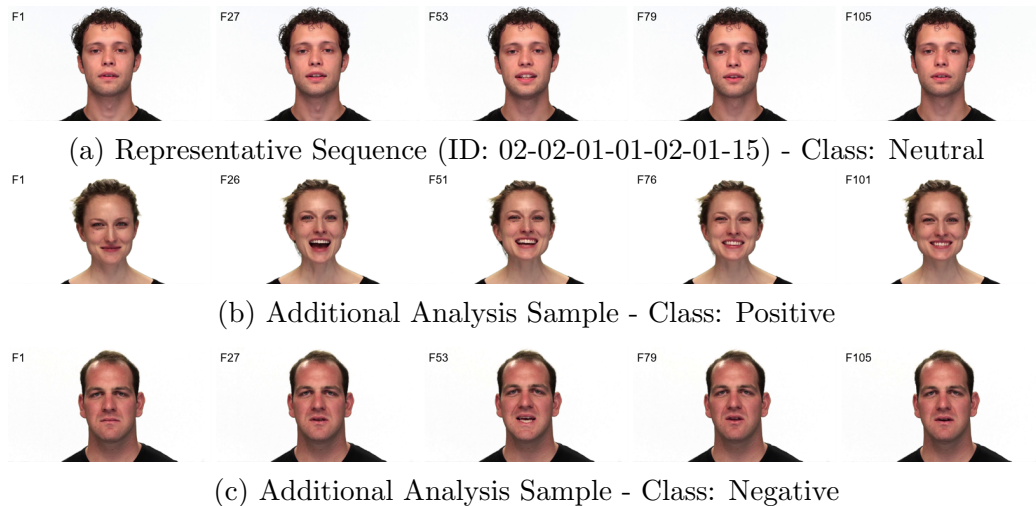 F1 F27 F53 F79 F105
(a) Representative Sequence (ID: 02-02-01-01-02-01-15) - Class: Neutral
F1 F26 F51 F76 F101
(b) Additional Analysis Sample - Class: Positive
F1 F27 F53 F79 F105
(c) Additional Analysis Sample - Class: Negative